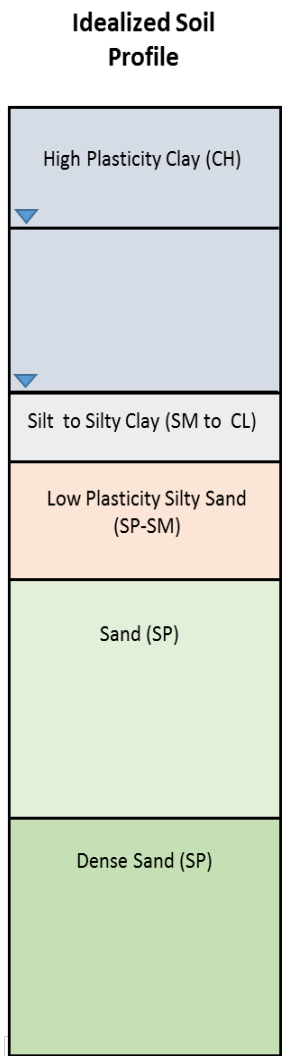 Idealized Soil
Profile
High Plasticity Clay (CH)
Silt to Silty Clay (SM to CL)
Low Plasticity Silty Sand
(SP-SM)
Sand (SP)
Dense Sand (SP)